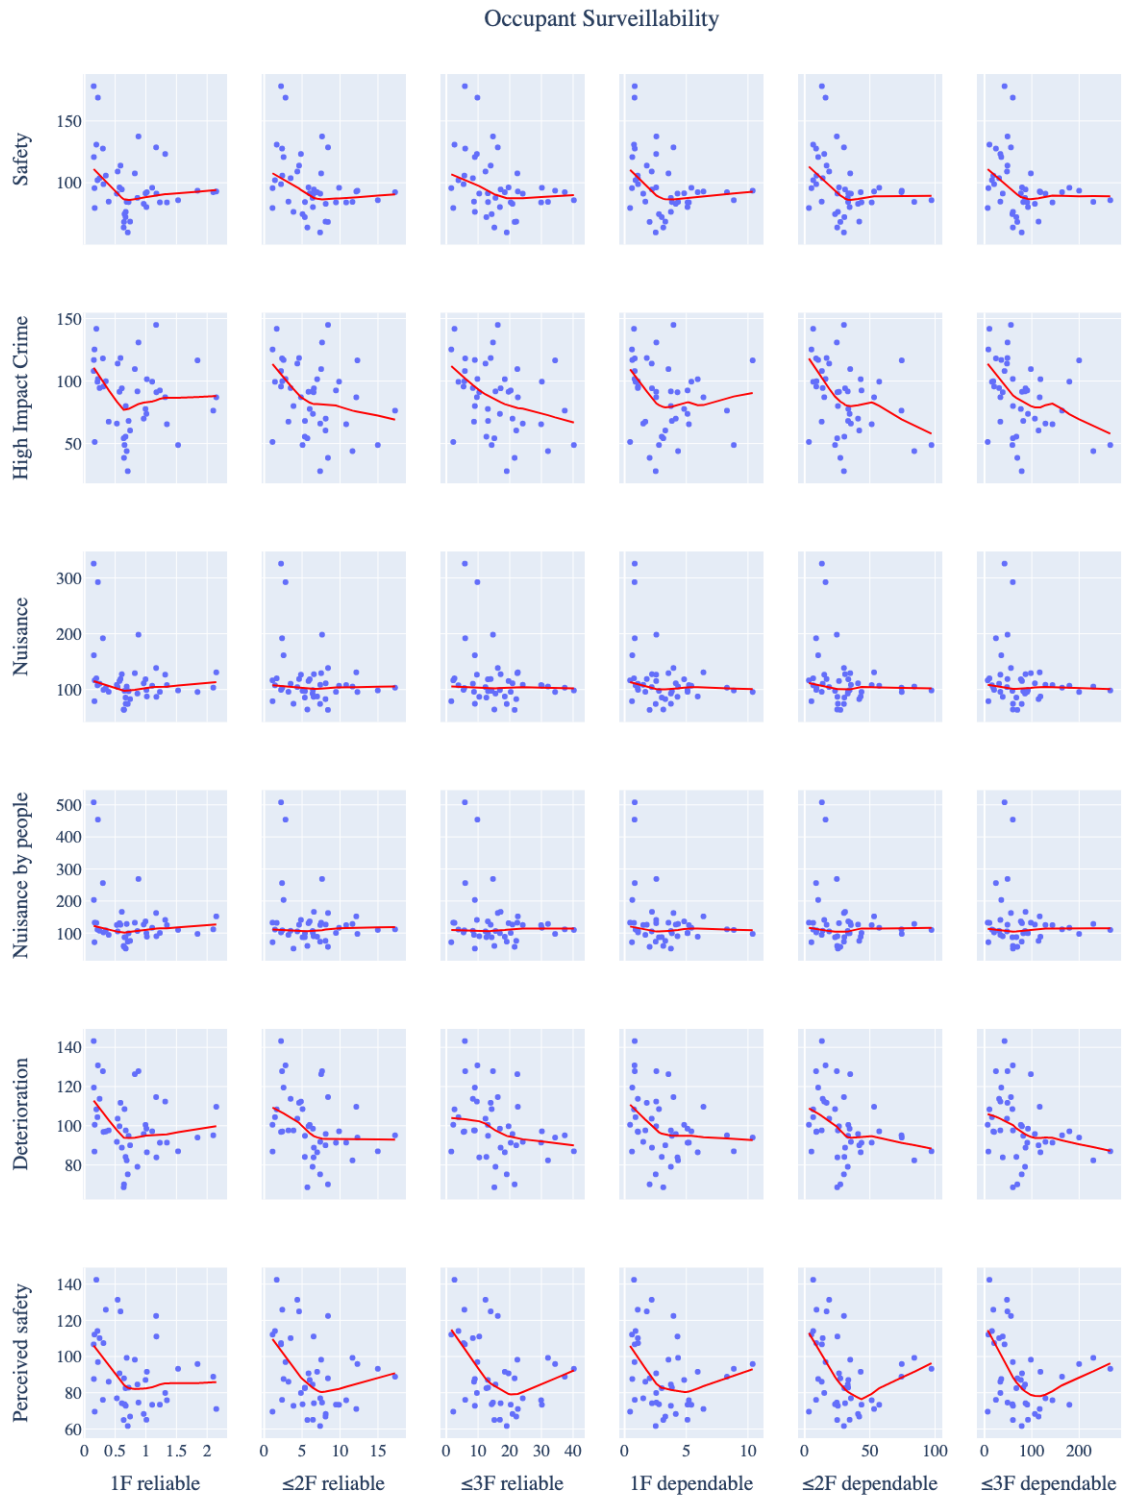 Occupant Surveillability
Safety
150
100
High Impact Crime
150
100
50
Nuisance
300
200
100
Nuisance by people
500
400
300
200
100
Deterioration
140
120
100
80
Perceived safety
140
120
100
80
60
0 0.5 1 1.5 2
0 5 10 15
0 10 20 30 40
0 5 10
0 50 100
0 100 200
1F reliable
≤2F reliable
≤3F reliable
1F dependable
≤2F dependable
≤3F dependable